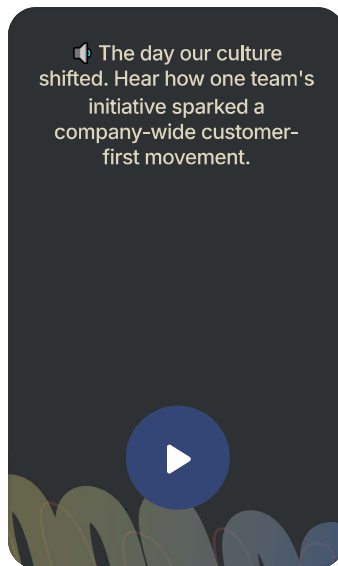 🔈 The day our culture
shifted. Hear how one team's
initiative sparked a
company-wide customer-
first movement.